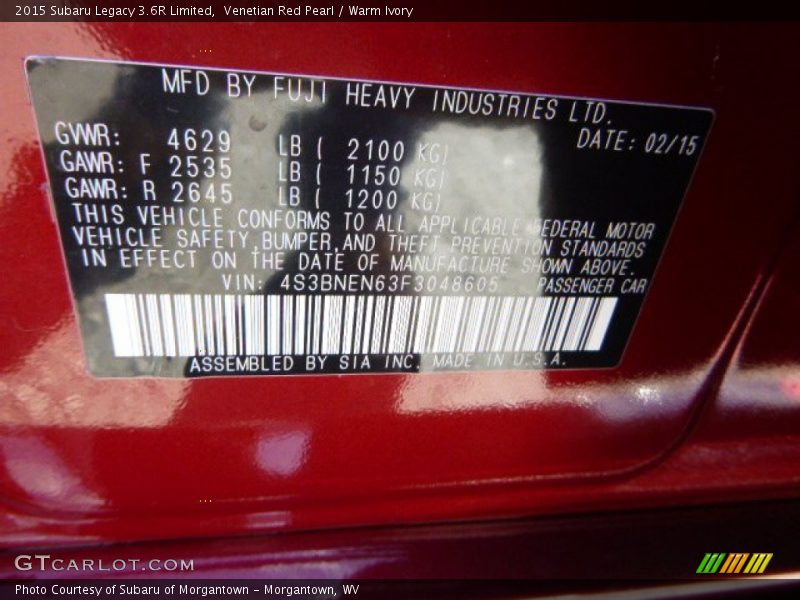 2015 Subaru Legacy 3.6R Limited,  Venetian Red Pearl / Warm Ivory
MFD BY FUJI HEAVY INDUSTRIES LTD.
GVWR: 4629 LB ( 2100 KG) DATE: 02/15
GAWR: F 2535 LB ( 1150 KG)
GAWR: R 2645 LB ( 1200 KG)
THIS VEHICLE CONFORMS TO ALL APPLICABLE FEDERAL MOTOR
VEHICLE SAFETY,BUMPER,AND THEFT PREVENTION STANDARDS
IN EFFECT ON THE DATE OF MANUFACTURE SHOWN ABOVE.
VIN: 4S3BNEN63F3048605 PASSENGER CAR
ASSEMBLED BY SIA INC. MADE IN U.S.A.
GTCARLOT.COM
Photo Courtesy of Subaru of Morgantown - Morgantown, WV